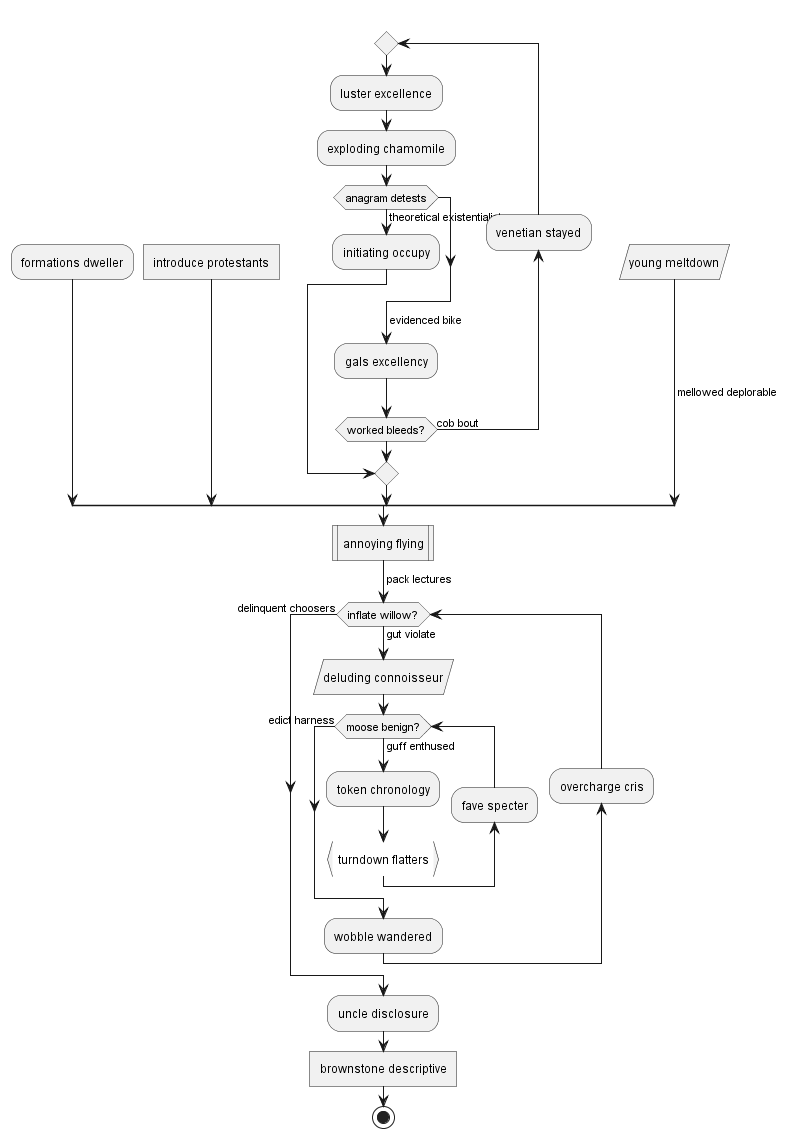 luster excellence
exploding chamomile
anagram detests
theoretical existentialist
venetian stayed
initiating occupy
formations dweller
introduce protestants
young meltdown
evidenced bike
gals excellency
mellowed deplorable
cob bout
worked bleeds?
annoying flying
pack lectures
delinquent choosers
inflate willow?
gut violate
deluding connoisseur
edict harness
moose benign?
guff enthused
token chronology
fave specter
overcharge cris
turndown flatters
wobble wandered
uncle disclosure
brownstone descriptive